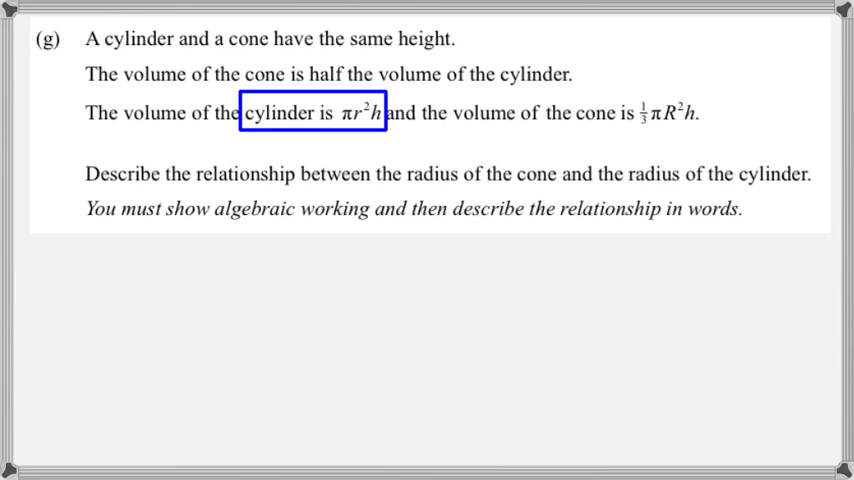 (g) A cylinder and a cone have the same height.
The volume of the cone is half the volume of the cylinder.
The volume of the cylinder is πr²h and the volume of the cone is ⅓πR²h.
Describe the relationship between the radius of the cone and the radius of the cylinder.
You must show algebraic working and then describe the relationship in words.